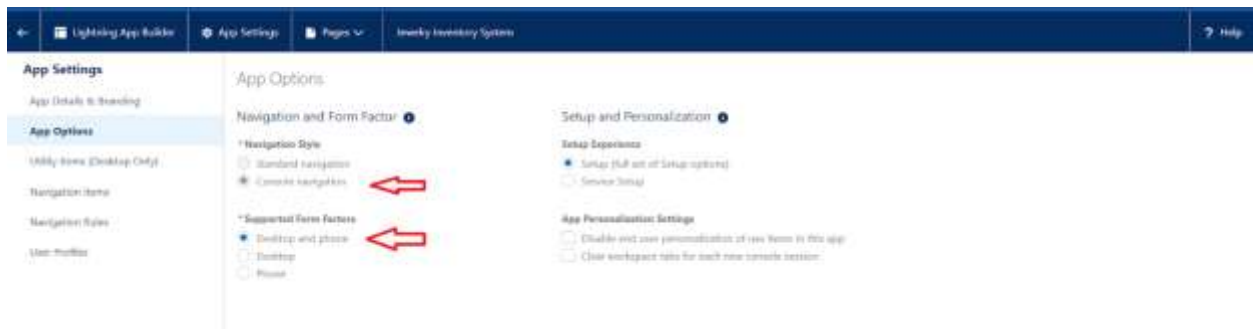 Lightning App Builder
App Settings
Pages
Jewelry Inventory System
? Help
App Settings
App Details & Branding
App Options
Utility Items (Desktop Only)
Navigation Items
Navigation Rules
User Profiles
App Options
Navigation and Form Factor
* Navigation Style
Standard navigation
Console navigation
* Supported Form Factors
Desktop and phone
Desktop
Phone
Setup and Personalization
Setup Experience
Setup (full set of Setup options)
Service Setup
App Personalization Settings
Disable end user personalization of nav items in this app
Clear workspace tabs for each new console session